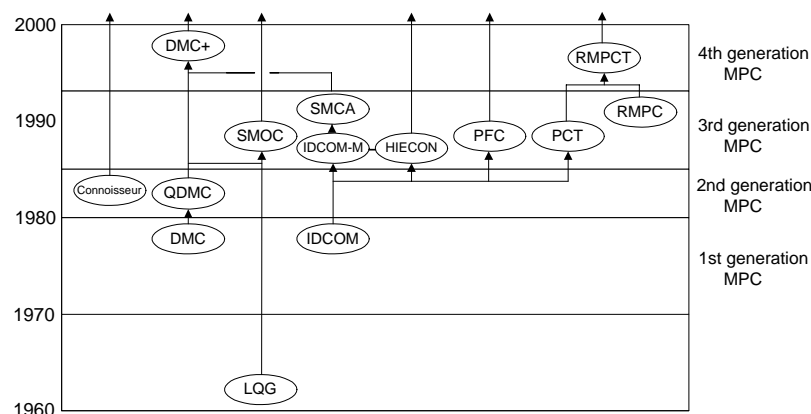 2000
DMC+
RMPCT
4th generation
MPC
SMCA
RMPC
1990
SMOC
IDCOM-M
HIECON
PFC
PCT
3rd generation
MPC
Connoisseur
QDMC
2nd generation
MPC
1980
DMC
IDCOM
1st generation
MPC
1970
LQG
1960